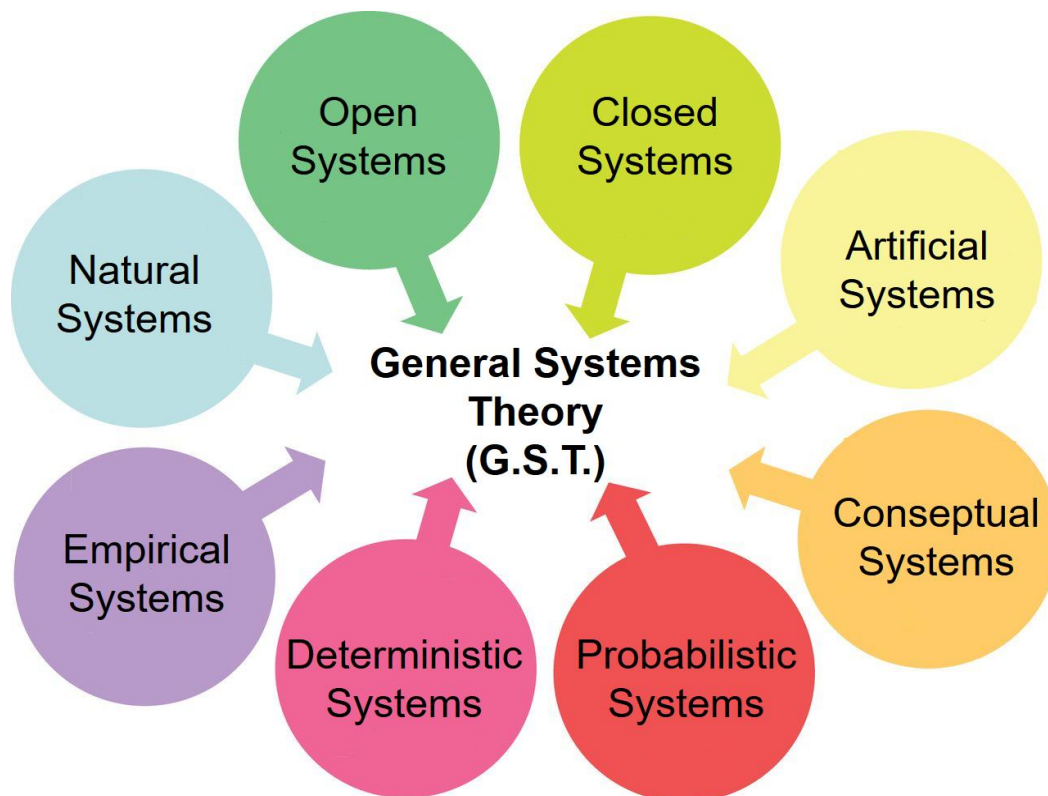 Open
Systems
Closed
Systems
Natural
Systems
Artificial
Systems
General Systems
Theory
(G.S.T.)
Empirical
Systems
Conseptual
Systems
Deterministic
Systems
Probabilistic
Systems